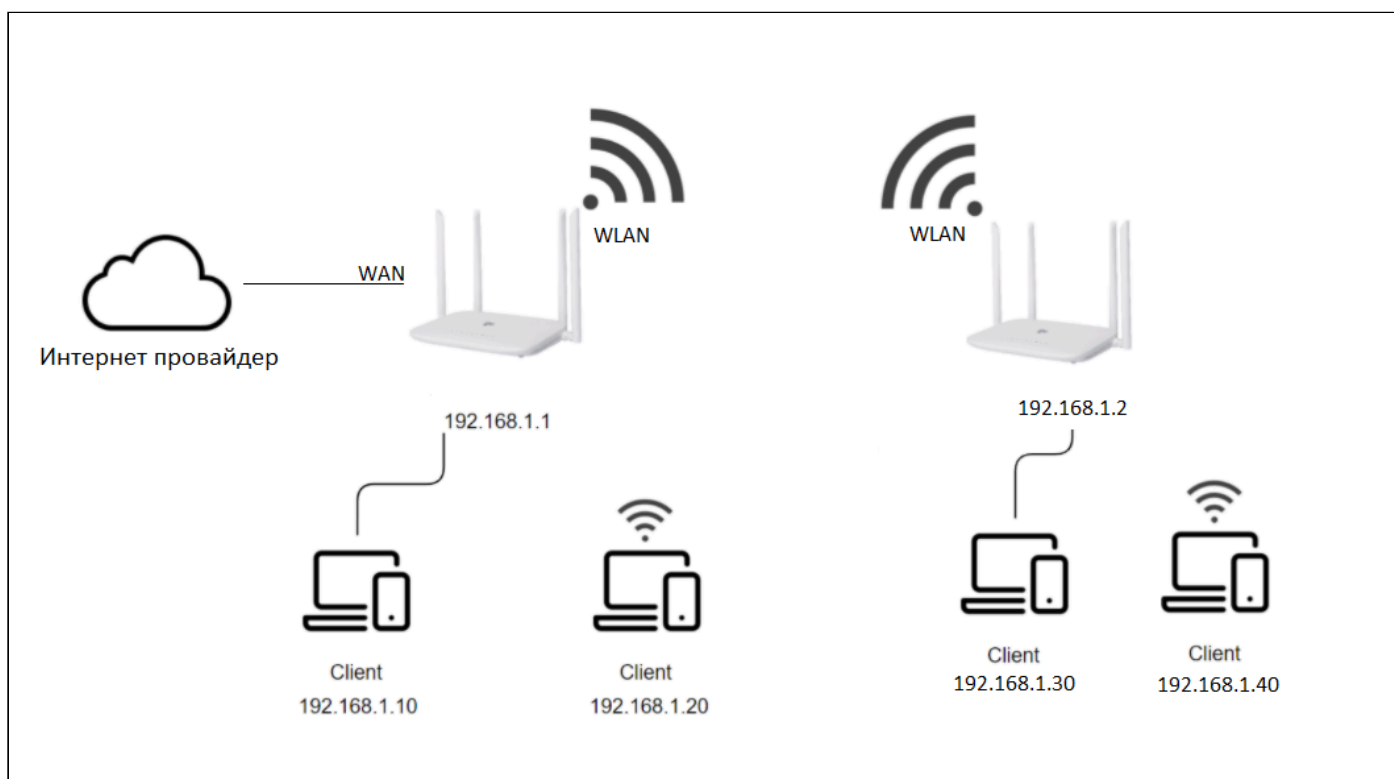 WLAN
WLAN
WAN
Интернет провайдер
192.168.1.1
192.168.1.2
Client
192.168.1.10
Client
192.168.1.20
Client
192.168.1.30
Client
192.168.1.40